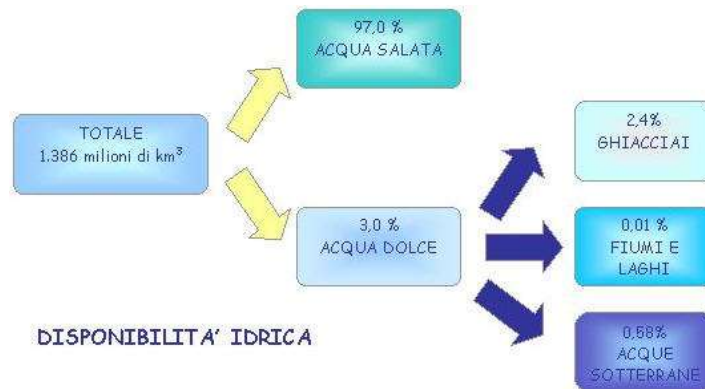 97,0 %
ACQUA SALATA
TOTALE
1.386 milioni di km³
2,4%
GHIACCIAI
3,0 %
ACQUA DOLCE
0,01 %
FIUMI E
LAGHI
DISPONIBILITA' IDRICA
0,58%
ACQUE
SOTTERRANE